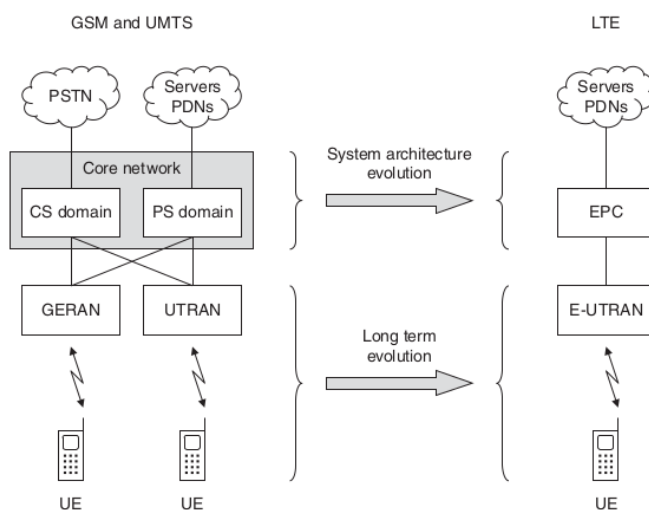 GSM and UMTS
LTE
PSTN
Servers
PDNs
Servers
PDNs
Core network
System architecture
evolution
CS domain
PS domain
EPC
GERAN
UTRAN
E-UTRAN
Long term
evolution
UE
UE
UE